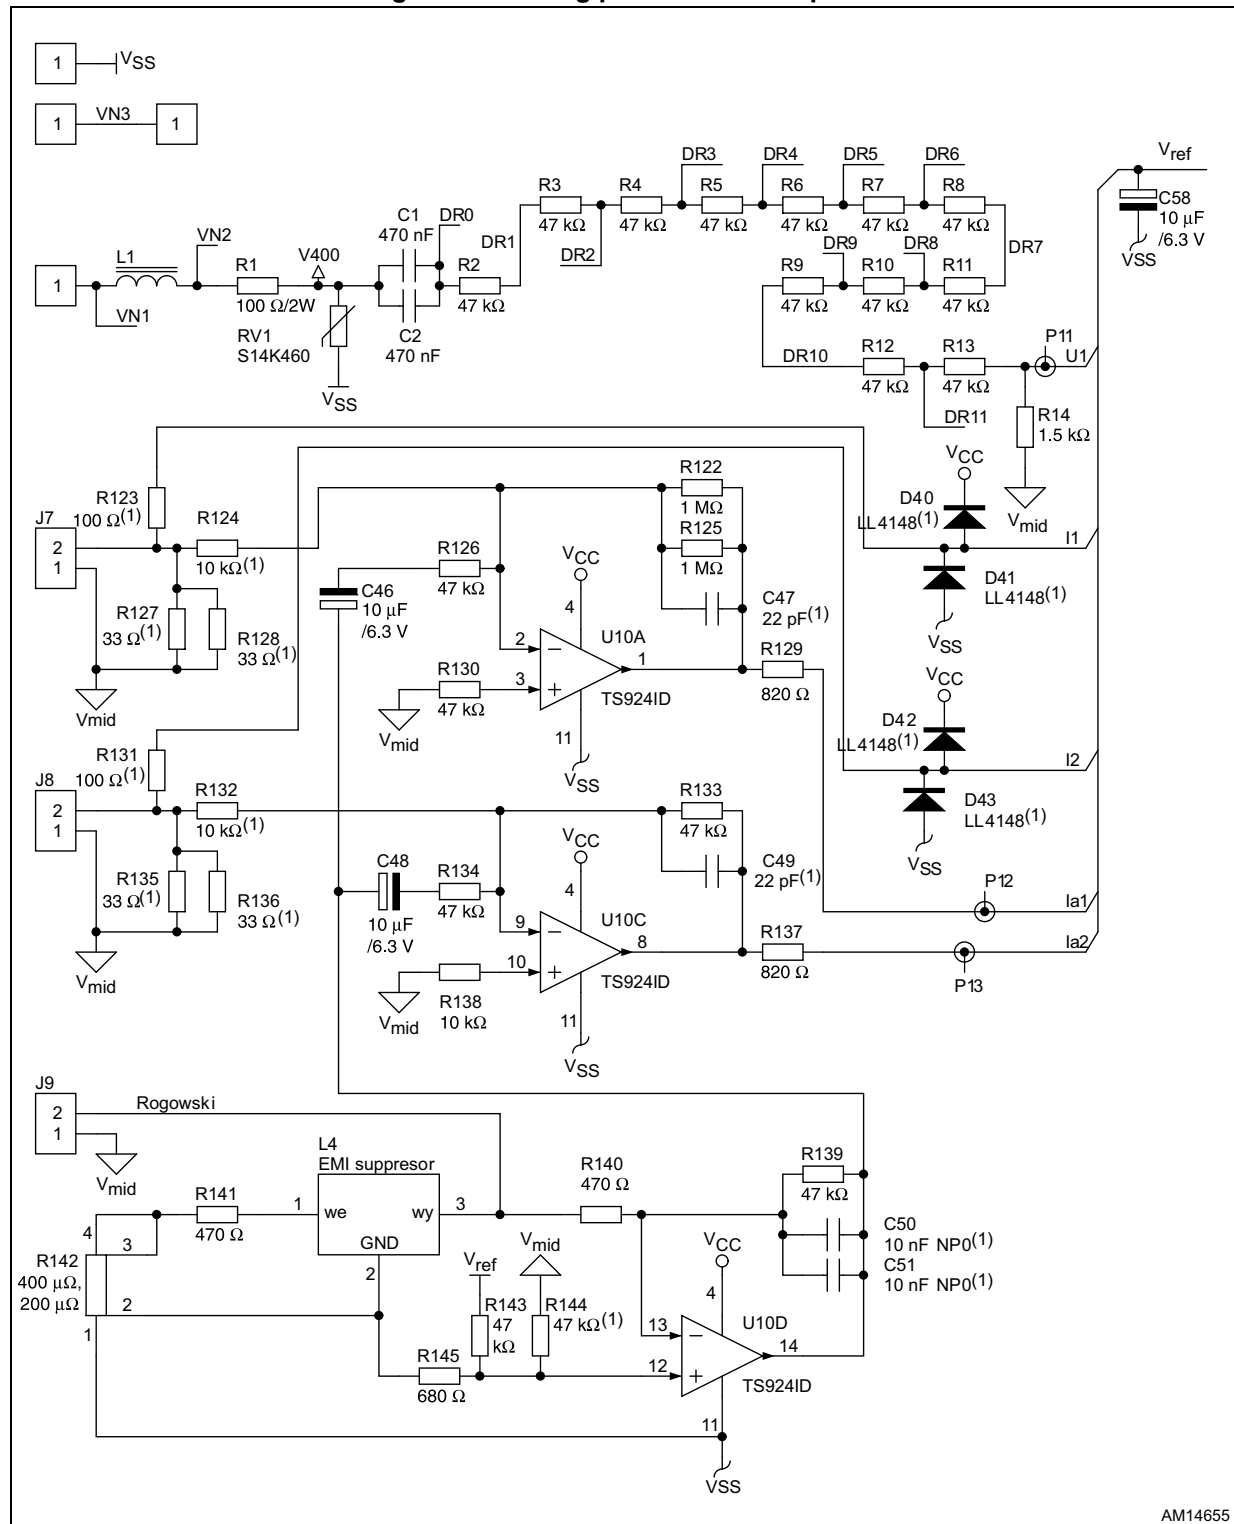 1
VSS
1
VN3
1
1
L1
VN1
VN2
R1
100 Ω/2W
V400
RV1
S14K460
VSS
C1
470 nF
C2
470 nF
DR0
R2
47 kΩ
DR1
R3
47 kΩ
DR2
R4
47 kΩ
DR3
R5
47 kΩ
DR4
R6
47 kΩ
DR5
R7
47 kΩ
DR6
R8
47 kΩ
DR7
R9
47 kΩ
DR9
R10
47 kΩ
DR8
R11
47 kΩ
DR10
R12
47 kΩ
R13
47 kΩ
DR11
P11
U1
R14
1.5 kΩ
Vmid
Vref
C58
10 µF
/6.3 V
VSS
J7
2
1
R123
100 Ω(1)
R124
10 kΩ(1)
R127
33 Ω(1)
R128
33 Ω(1)
Vmid
C46
10 µF
/6.3 V
R126
47 kΩ
R130
47 kΩ
Vmid
VCC
4
2
3
1
U10A
TS924ID
11
VSS
R122
1 MΩ
R125
1 MΩ
C47
22 pF(1)
R129
820 Ω
VCC
D40
LL4148(1)
I1
D41
LL4148(1)
VSS
VCC
D42
LL4148(1)
I2
D43
LL4148(1)
VSS
R131
100 Ω(1)
J8
2
1
R132
10 kΩ(1)
R135
33 Ω(1)
R136
33 Ω(1)
Vmid
C48
10 µF
/6.3 V
R134
47 kΩ
R138
10 kΩ
Vmid
VCC
4
9
10
8
U10C
TS924ID
11
VSS
R133
47 kΩ
C49
22 pF(1)
R137
820 Ω
P12
Ia1
P13
Ia2
J9
2
1
Rogowski
Vmid
L4
EMI suppresor
we
wy
GND
1
3
2
R141
470 Ω
4
3
R142
400 µΩ,
200 µΩ
2
1
R140
470 Ω
R139
47 kΩ
C50
10 nF NP0(1)
C51
10 nF NP0(1)
Vref
R143
47
kΩ
Vmid
R144
47 kΩ(1)
R145
680 Ω
VCC
4
13
12
14
U10D
TS924ID
11
VSS
AM14655